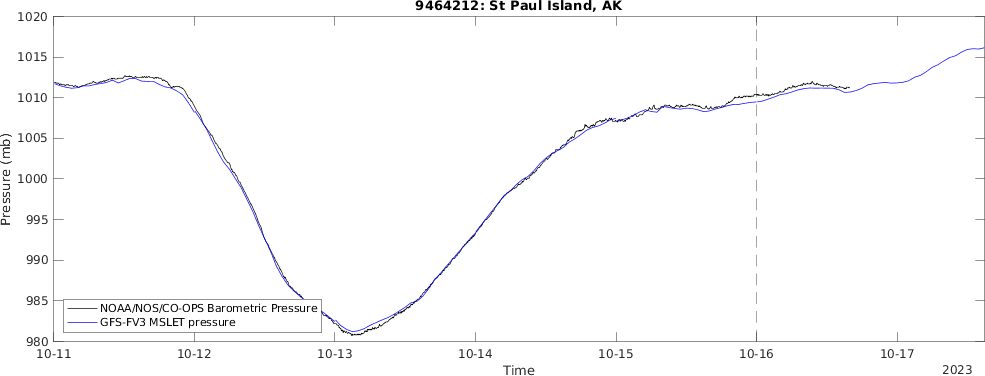 9464212: St Paul Island, AK
1020
1015
1010
1005
1000
995
990
985
980
Pressure (mb)
NOAA/NOS/CO-OPS Barometric Pressure
GFS-FV3 MSLET pressure
10-11 10-12 10-13 10-14 10-15 10-16 10-17
Time
2023